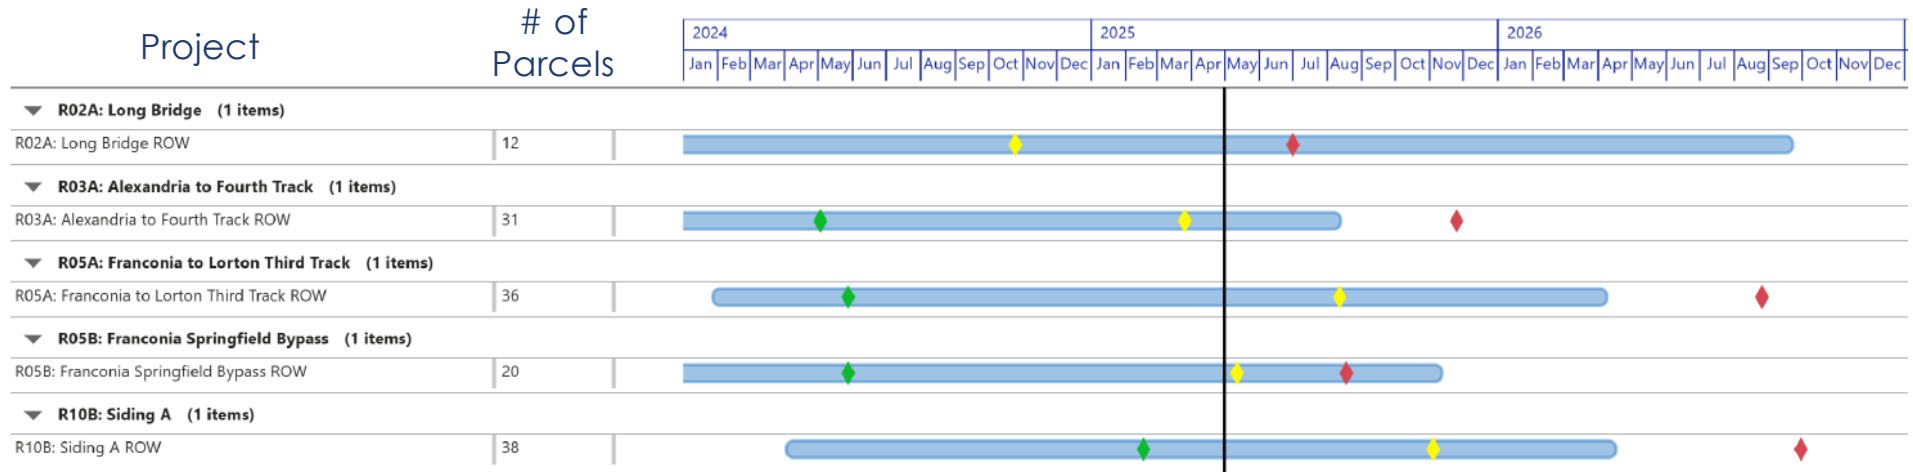 Project
# of
Parcels
2024 2025 2026
Jan Feb Mar Apr May Jun Jul Aug Sep Oct Nov Dec Jan Feb Mar Apr May Jun Jul Aug Sep Oct Nov Dec Jan Feb Mar Apr May Jun Jul Aug Sep Oct Nov Dec
R02A: Long Bridge (1 items)
R02A: Long Bridge ROW 12
R03A: Alexandria to Fourth Track (1 items)
R03A: Alexandria to Fourth Track ROW 31
R05A: Franconia to Lorton Third Track (1 items)
R05A: Franconia to Lorton Third Track ROW 36
R05B: Franconia Springfield Bypass (1 items)
R05B: Franconia Springfield Bypass ROW 20
R10B: Siding A (1 items)
R10B: Siding A ROW 38